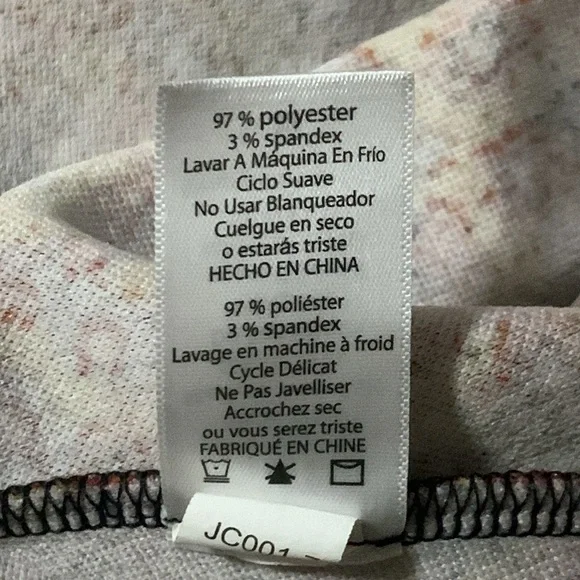 97 % polyester
3 % spandex
Lavar A Máquina En Frío
Ciclo Suave
No Usar Blanqueador
Cuelgue en seco
o estarás triste
HECHO EN CHINA
97 % poliéster
3 % spandex
Lavage en machine à froid
Cycle Délicat
Ne Pas Javelliser
Accrochez sec
ou vous serez triste
FABRIQUÉ EN CHINE
JC001